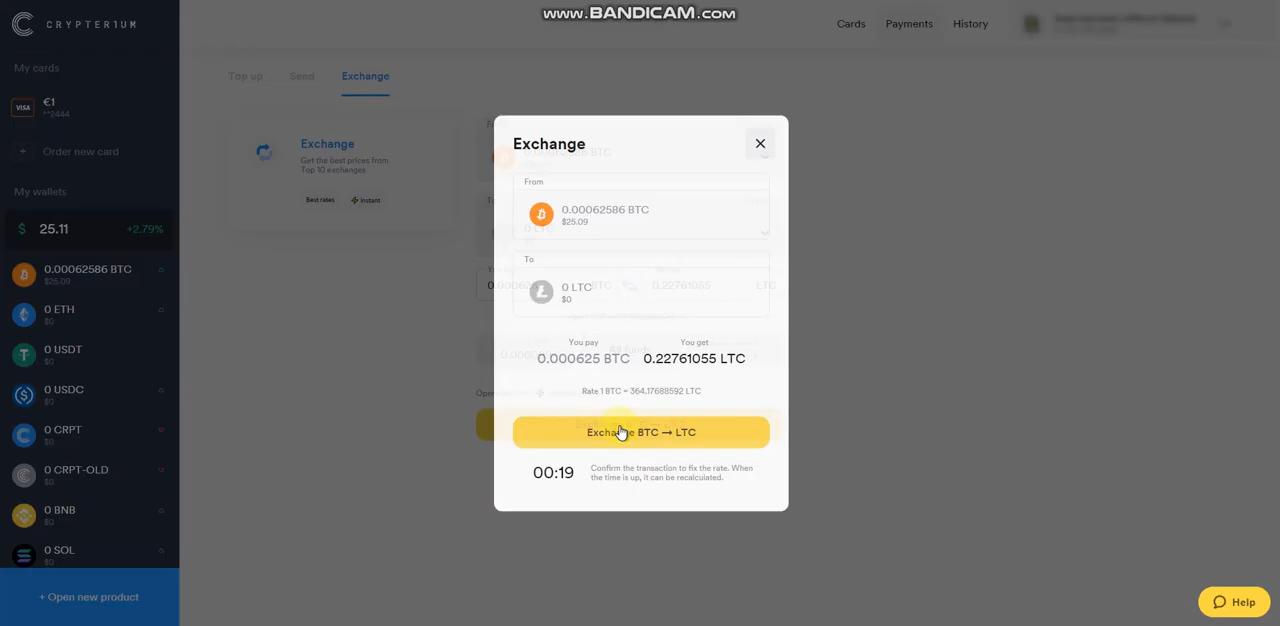 www.BANDICAM.com
CRYPTERIUM
Cards
Payments
History
My cards
VISA
€1
**2444
+ Order new card
My wallets
$ 25.11 +2.79%
0.00062586 BTC
$25.09
0 ETH
$0
0 USDT
$0
0 USDC
$0
0 CRPT
$0
0 CRPT-OLD
$0
0 BNB
$0
0 SOL
$0
+ Open new product
Top up
Send
Exchange
Exchange
Get the best prices from
Top 10 exchanges
Best rates
Instant
Exchange
From
0.00062586 BTC
$25.09
To
0 LTC
$0
You pay
0.000625 BTC
You get
0.22761055 LTC
Rate 1 BTC = 364.17688592 LTC
Exchange BTC → LTC
00:19
Confirm the transaction to fix the rate. When
the time is up, it can be recalculated.
Help